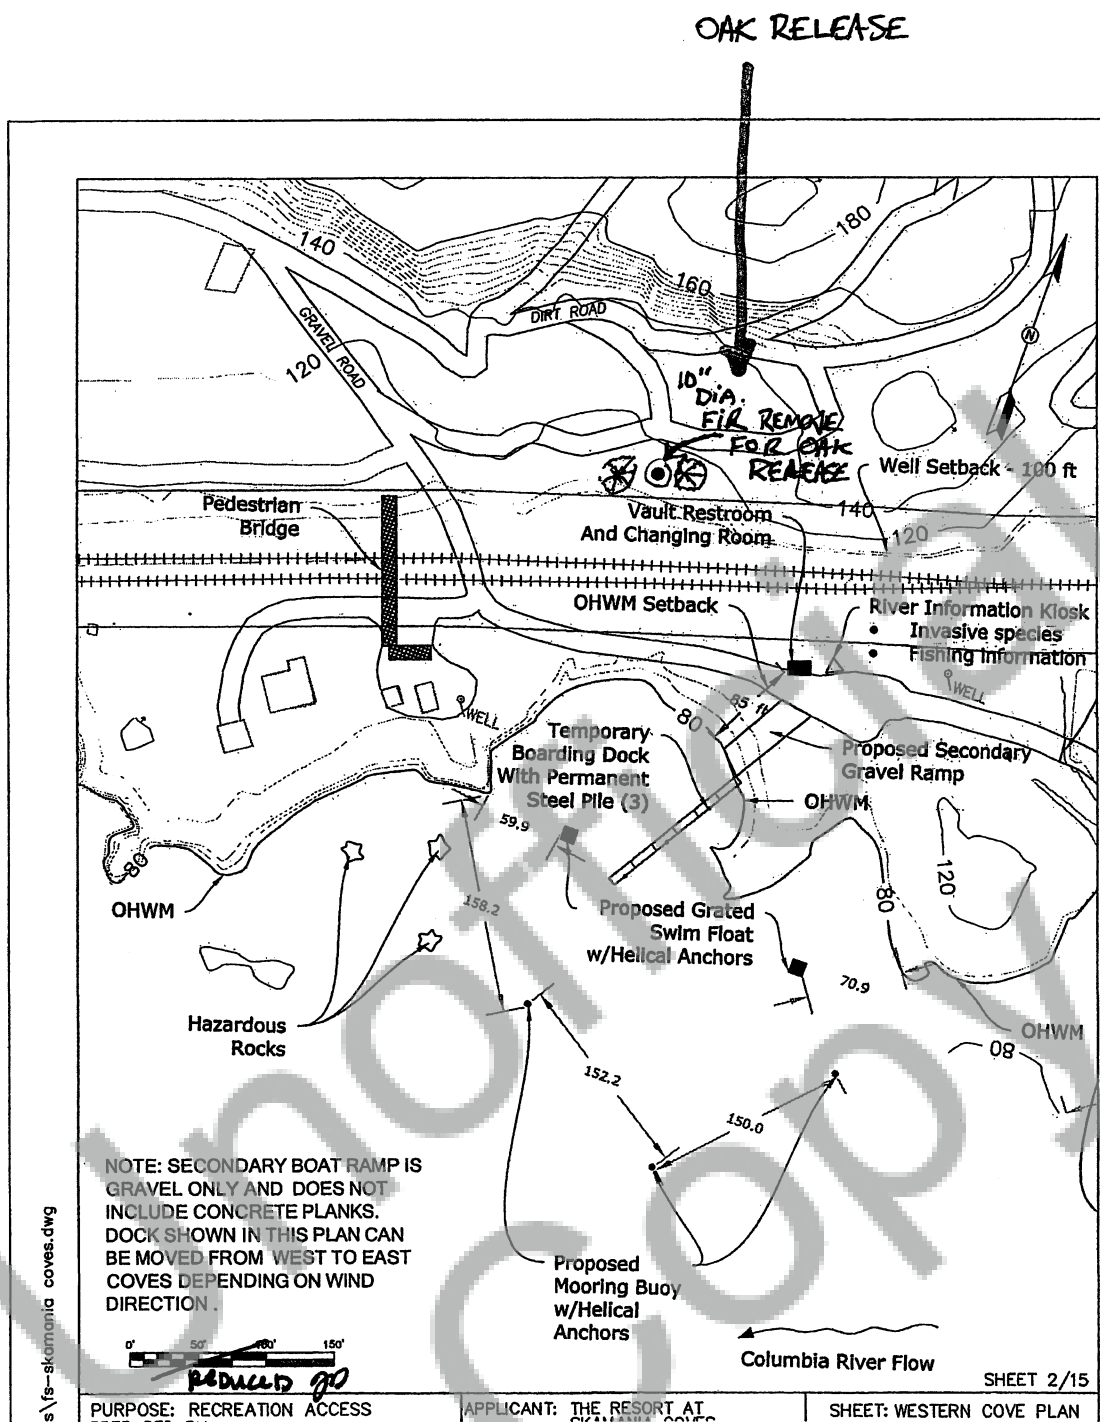 OAK RELEASE
140
180
160
DIRT ROAD
GRAVEL ROAD
120
10"
DIA.
FIR REMOVE
FOR OAK
RELEASE
Well Setback - 100 ft
Pedestrian
Bridge
Vault Restroom
And Changing Room
140
120
OHWM Setback
River Information Kiosk
• Invasive species
• Fishing Information
WELL
WELL
85 ft
80
Temporary
Boarding Dock
With Permanent
Steel Pile (3)
Proposed Secondary
Gravel Ramp
OHWM
59.9
80
OHWM
158.2
120
80
Proposed Grated
Swim Float
w/Helical Anchors
70.9
Hazardous
Rocks
OHWM
80
152.2
150.0
NOTE: SECONDARY BOAT RAMP IS
GRAVEL ONLY AND DOES NOT
INCLUDE CONCRETE PLANKS.
DOCK SHOWN IN THIS PLAN CAN
BE MOVED FROM WEST TO EAST
COVES DEPENDING ON WIND
DIRECTION.
Proposed
Mooring Buoy
w/Helical
Anchors
0' 50' 100' 150'
REDUCED
Columbia River Flow
N
s\fs-skamania coves.dwg
SHEET 2/15
PURPOSE: RECREATION ACCESS
APPLICANT: THE RESORT AT
SKAMANIA COVES
SHEET: WESTERN COVE PLAN
Unofficial
Copy